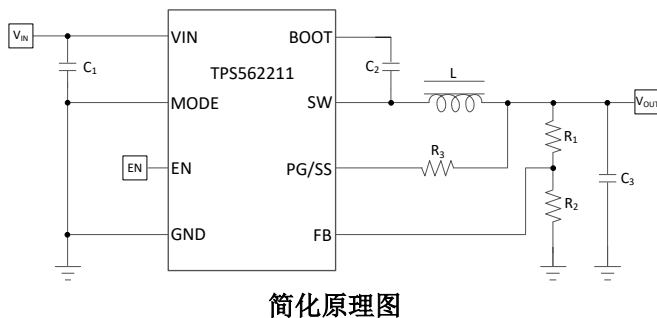 VIN
VIN
BOOT
C1
TPS562211
C2
L
MODE
SW
VOUT
R1
R3
EN
EN
PG/SS
C3
R2
GND
FB
简化原理图